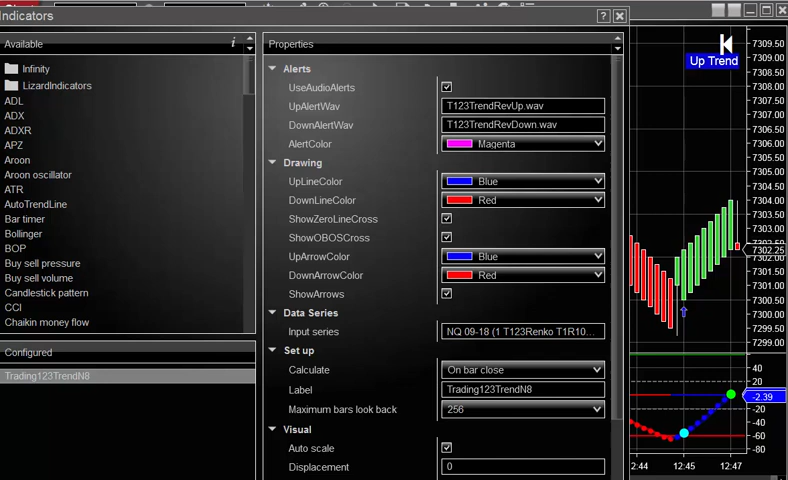 Indicators
?
Available
i
Infinity
LizardIndicators
ADL
ADX
ADXR
APZ
Aroon
Aroon oscillator
ATR
AutoTrendLine
Bar timer
Bollinger
BOP
Buy sell pressure
Buy sell volume
Candlestick pattern
CCI
Chaikin money flow
Configured
Trading123TrendN8
Properties
Alerts
UseAudioAlerts
UpAlertWav T123TrendRevUp.wav
DownAlertWav T123TrendRevDown.wav
AlertColor Magenta
Drawing
UpLineColor Blue
DownLineColor Red
ShowZeroLineCross
ShowOBOSCross
UpArrowColor Blue
DownArrowColor Red
ShowArrows
Data Series
Input series NQ 09-18 (1 T123Renko T1R10...
Set up
Calculate On bar close
Label Trading123TrendN8
Maximum bars look back 256
Visual
Auto scale
Displacement 0
Up Trend
7309.50
7309.00
7308.50
7308.00
7307.50
7307.00
7306.50
7306.00
7305.50
7305.00
7304.50
7304.00
7303.50
7303.00
7302.25
7301.50
7301.00
7300.50
7300.00
7299.50
7299.00
40
20
-2.39
-20
-40
-60
-80
2:44 12:45 12:47